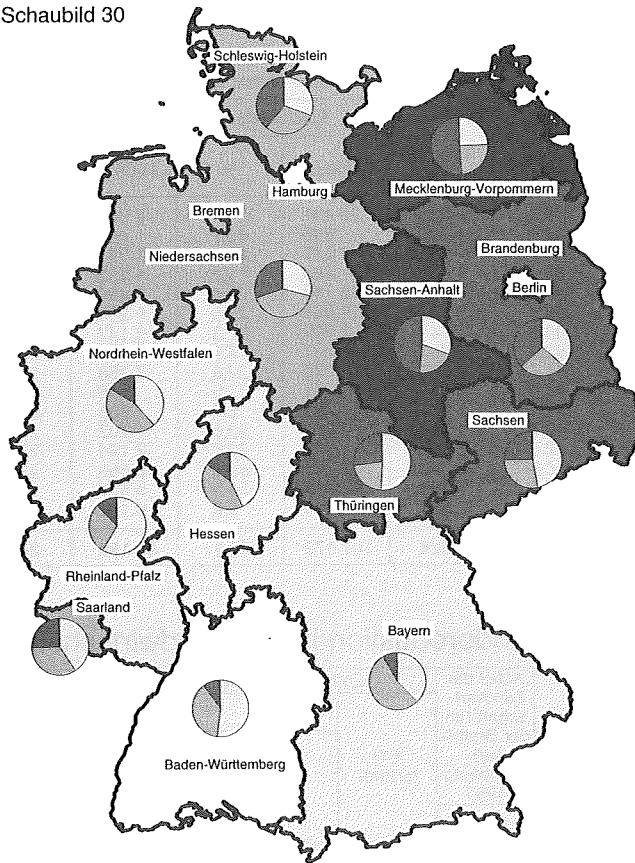 Schaubild 30
Schleswig-Holstein
Hamburg
Mecklenburg-Vorpommern
Bremen
Brandenburg
Niedersachsen
Sachsen-Anhalt
Berlin
Nordrhein-Westfalen
Sachsen
Thüringen
Hessen
Rheinland-Pfalz
Saarland
Bayern
Baden-Württemberg